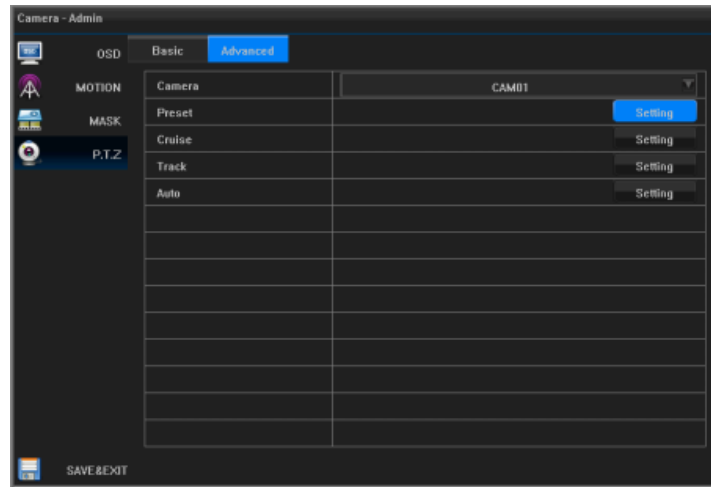 Camera - Admin
OSD
Basic Advanced
MOTION
Camera CAM01
MASK
Preset Setting
Cruise Setting
P.T.Z
Track Setting
Auto Setting
SAVE&EXIT